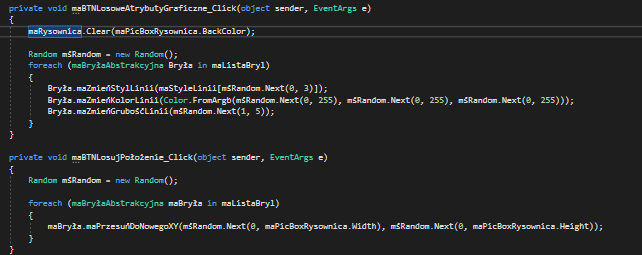 private void maBTNLosoweAtrybutyGraficzne_Click(object sender, EventArgs e)
{
maRysownica.Clear(maPicBoxRysownica.BackColor);
Random mśRandom = new Random();
foreach (maBryłaAbstrakcyjna Bryła in maListaBryl)
{
Bryła.maZmieńStylLinii(maStyleLinii[mśRandom.Next(0, 3)]);
Bryła.maZmieńKolorLinii(Color.FromArgb(mśRandom.Next(0, 255), mśRandom.Next(0, 255), mśRandom.Next(0, 255)));
Bryła.maZmieńGrubośćLinii(mśRandom.Next(1, 5));
}
}
private void maBTNLosujPołożenie_Click(object sender, EventArgs e)
{
Random mśRandom = new Random();
foreach (maBryłaAbstrakcyjna maBryła in maListaBryl)
{
maBryła.maPrzesuńDoNowegoXY(mśRandom.Next(0, maPicBoxRysownica.Width), mśRandom.Next(0, maPicBoxRysownica.Height));
}
}